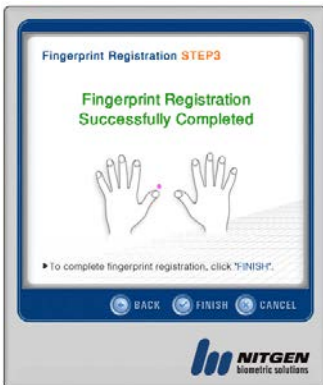 Fingerprint Registration STEP3
Fingerprint Registration
Successfully Completed
▶To complete fingerprint registration, click "FINISH".
BACK FINISH CANCEL
NITGEN
biometric solutions